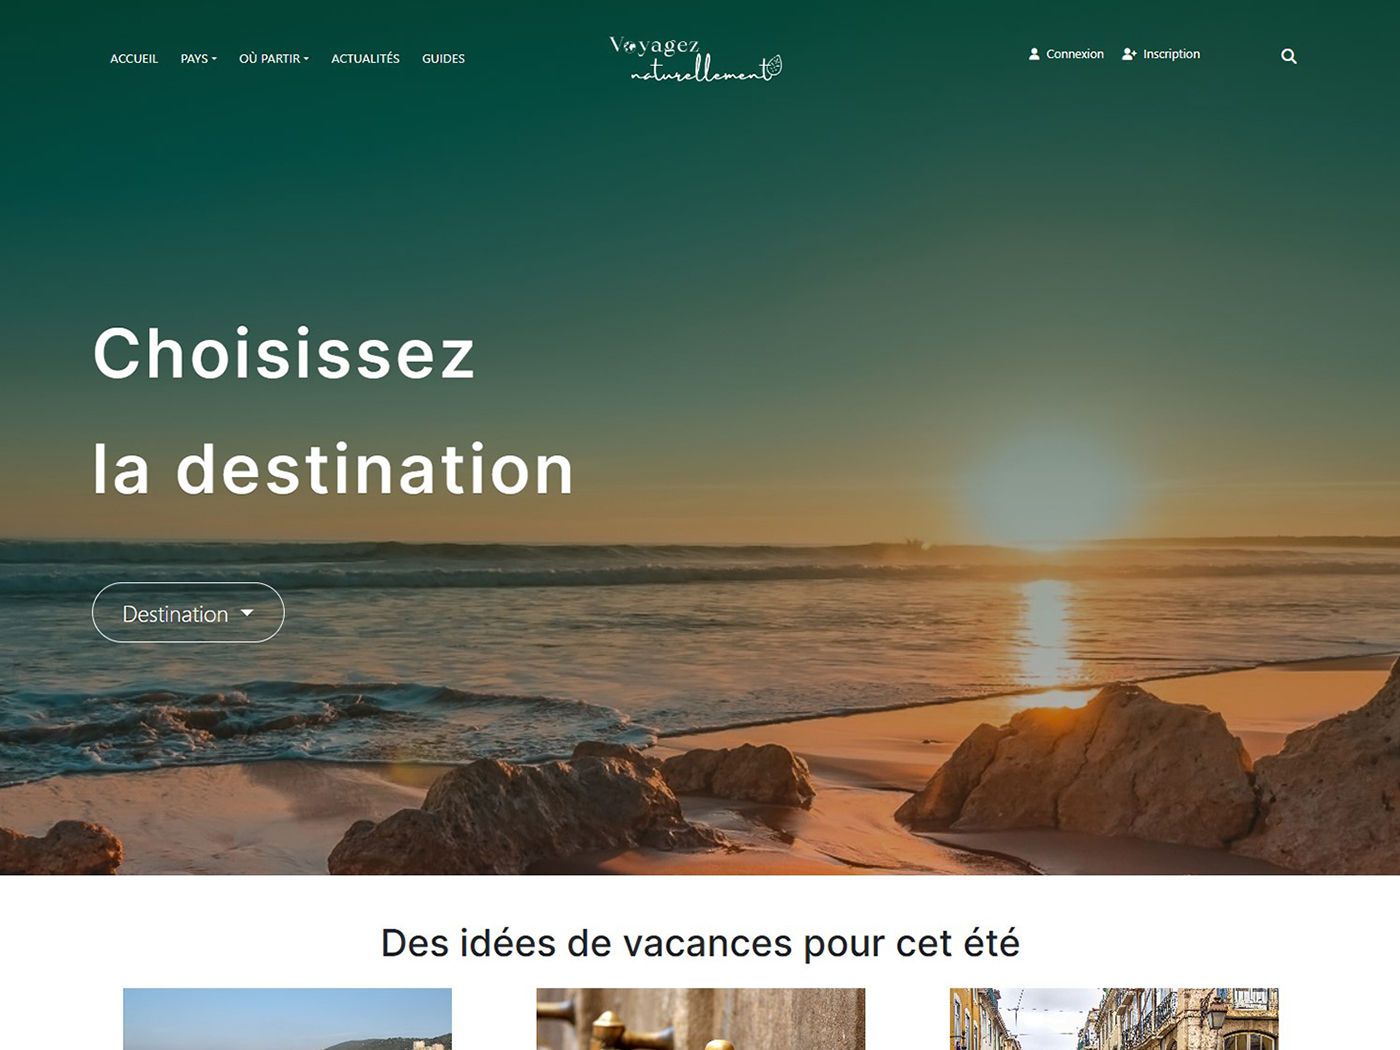 ACCUEIL PAYS OÙ PARTIR ACTUALITÉS GUIDES
Voyagez
naturellement
Connexion Inscription
Choisissez
la destination
Destination
Des idées de vacances pour cet été